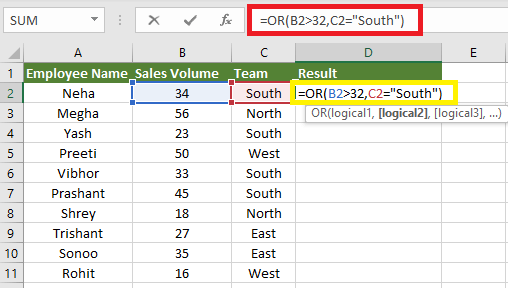 SUM =OR(B2>32,C2="South")
A B C D E F
1 Employee Name Sales Volume Team Result
2 Neha 34 South =OR(B2>32,C2="South")
3 Megha 56 North OR(logical1, [logical2], [logical3], ...)
4 Yash 23 South
5 Preeti 50 West
6 Vibhor 33 South
7 Prashant 45 South
8 Shrey 18 North
9 Trishant 27 East
10 Sonoo 35 East
11 Rohit 16 West